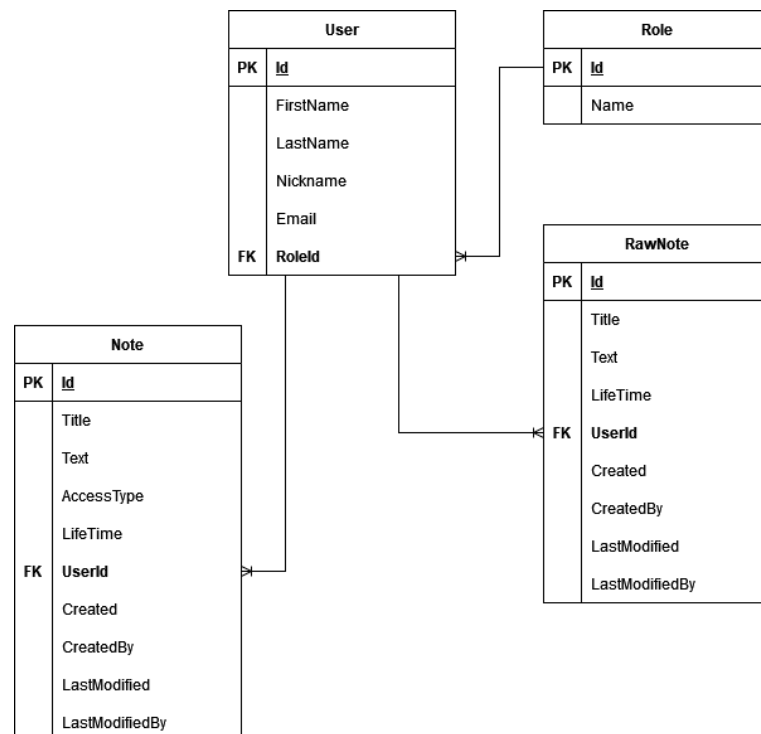 User
PK Id
FirstName
LastName
Nickname
Email
FK RoleId
Role
PK Id
Name
RawNote
PK Id
Title
Text
LifeTime
FK UserId
Created
CreatedBy
LastModified
LastModifiedBy
Note
PK Id
Title
Text
AccessType
LifeTime
FK UserId
Created
CreatedBy
LastModified
LastModifiedBy